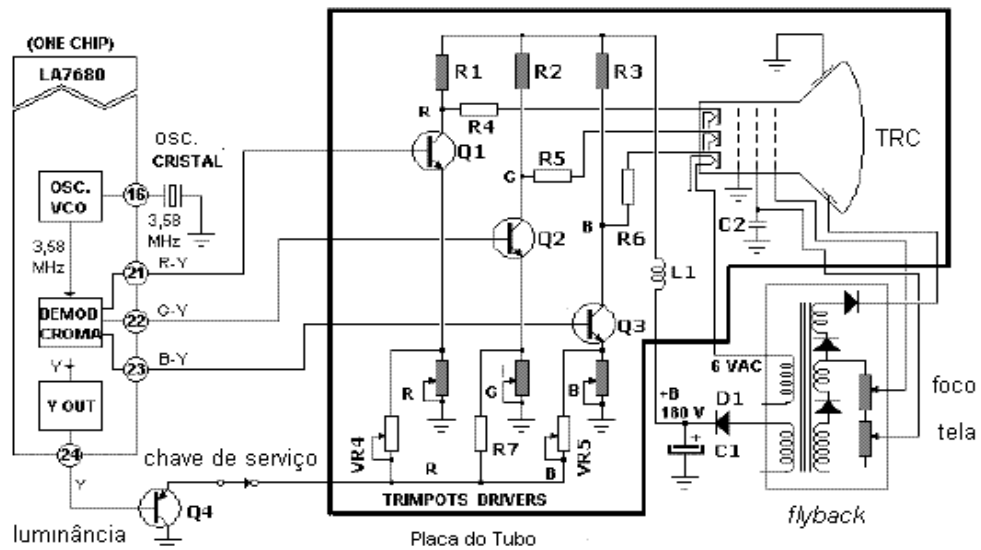 (ONE CHIP)
LA7680
OSC.
CRISTAL
OSC.
VCO
16
3,58
MHz
3,58
MHz
21
R-Y
DEMOD
CROMA
22
G-Y
23
B-Y
Y
Y OUT
24
Y
luminância
Q4
chave de serviço
R1
R2
R3
R
R4
Q1
G
R5
Q2
B
R6
Q3
L1
TRC
C2
R
G
B
VR4
R7
VR5
R
B
TRIMPOTS DRIVERS
Placa do Tubo
6 VAC
+B
180 V
D1
+
C1
foco
tela
flyback